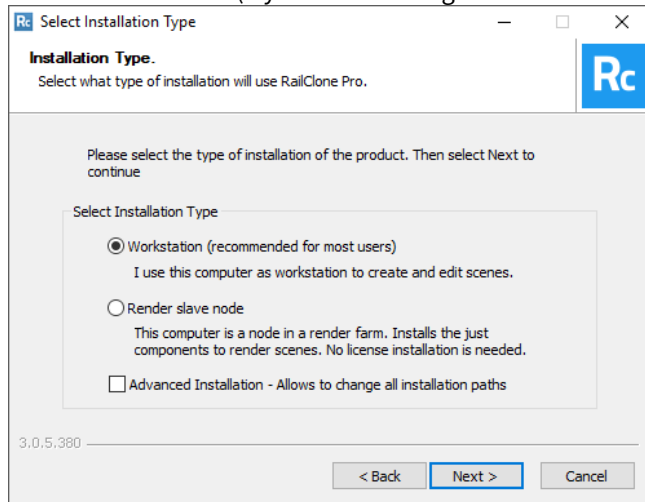 Rc Select Installation Type
Installation Type.
Select what type of installation will use RailClone Pro.
Rc
Please select the type of installation of the product. Then select Next to
continue
Select Installation Type
Workstation (recommended for most users)
I use this computer as workstation to create and edit scenes.
Render slave node
This computer is a node in a render farm. Installs the just
components to render scenes. No license installation is needed.
Advanced Installation - Allows to change all installation paths
3.0.5.380
< Back Next > Cancel